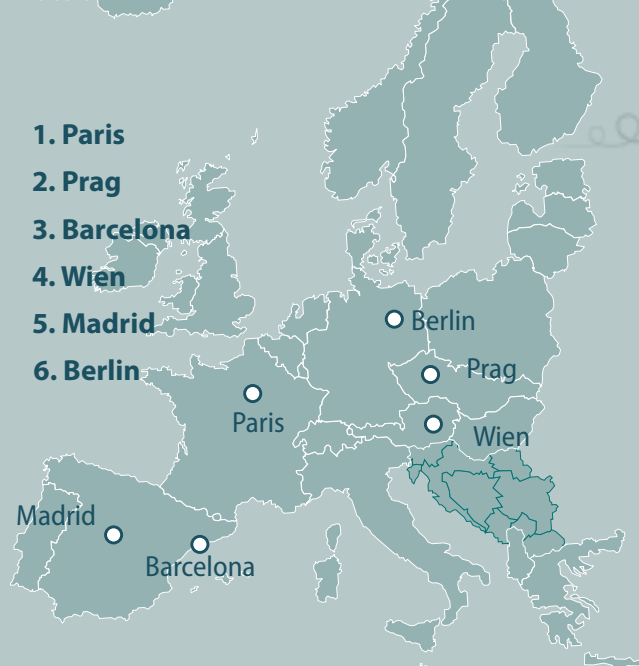 1. Paris
2. Prag
3. Barcelona
4. Wien
5. Madrid
6. Berlin
Berlin
Prag
Paris
Wien
Madrid
Barcelona